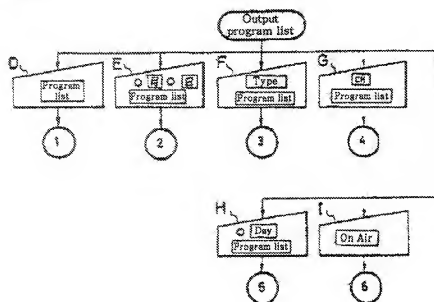 Output
program list
D
Program
list
1
E
Program list
2
F
Type
Program list
3
G
CH
Program list
4
H
Day
Program list
5
I
On Air
6